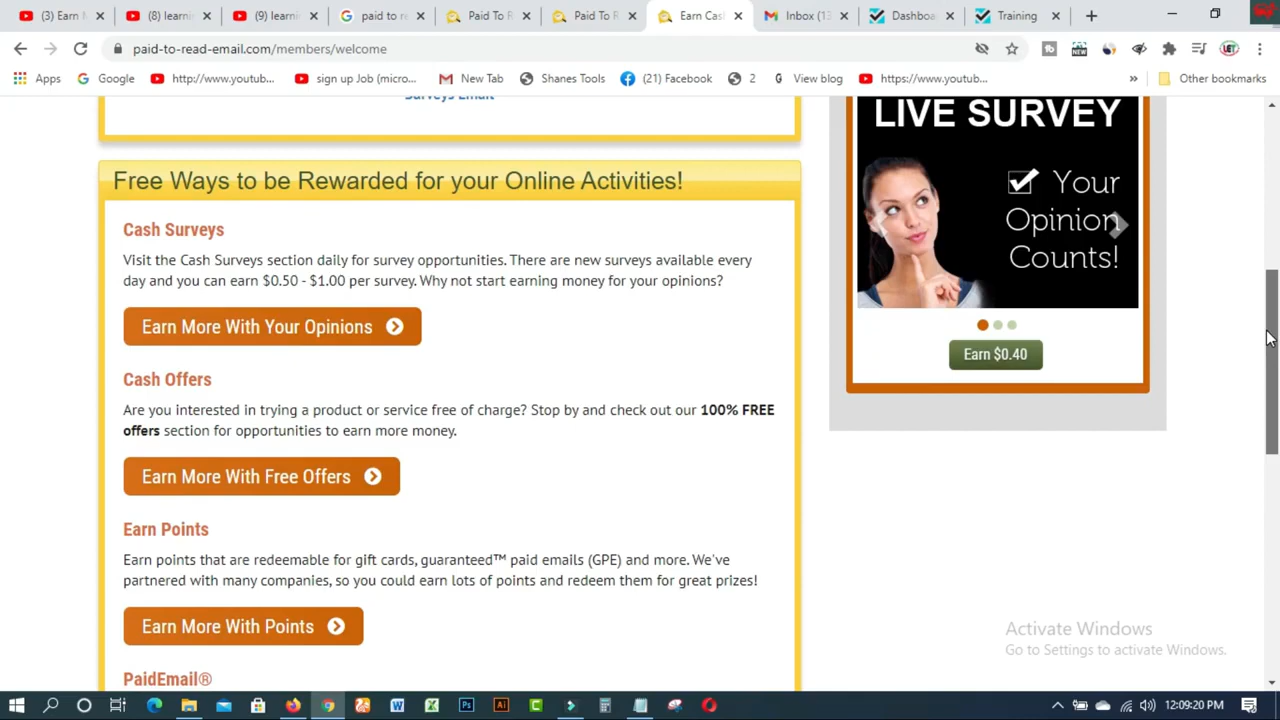 (3) Earn M
(8) learni
(9) learni
paid to re
Paid To R
Paid To R
Earn Cas
Inbox (13
Dashboa
Training
paid-to-read-email.com/members/welcome
Apps
Google
http://www.youtub...
sign up Job (micro...
New Tab
Shanes Tools
(21) Facebook
2
View blog
https://www.youtub...
»
Other bookmarks
Surveys Email
LIVE SURVEY
Your
Opinion
Counts!
Earn $0.40
Free Ways to be Rewarded for your Online Activities!
Cash Surveys
Visit the Cash Surveys section daily for survey opportunities. There are new surveys available every
day and you can earn $0.50 - $1.00 per survey. Why not start earning money for your opinions?
Earn More With Your Opinions
Cash Offers
Are you interested in trying a product or service free of charge? Stop by and check out our 100% FREE
offers section for opportunities to earn more money.
Earn More With Free Offers
Earn Points
Earn points that are redeemable for gift cards, guaranteed™ paid emails (GPE) and more. We've
partnered with many companies, so you could earn lots of points and redeem them for great prizes!
Earn More With Points
PaidEmail®
Activate Windows
Go to Settings to activate Windows.
12:09:20 PM